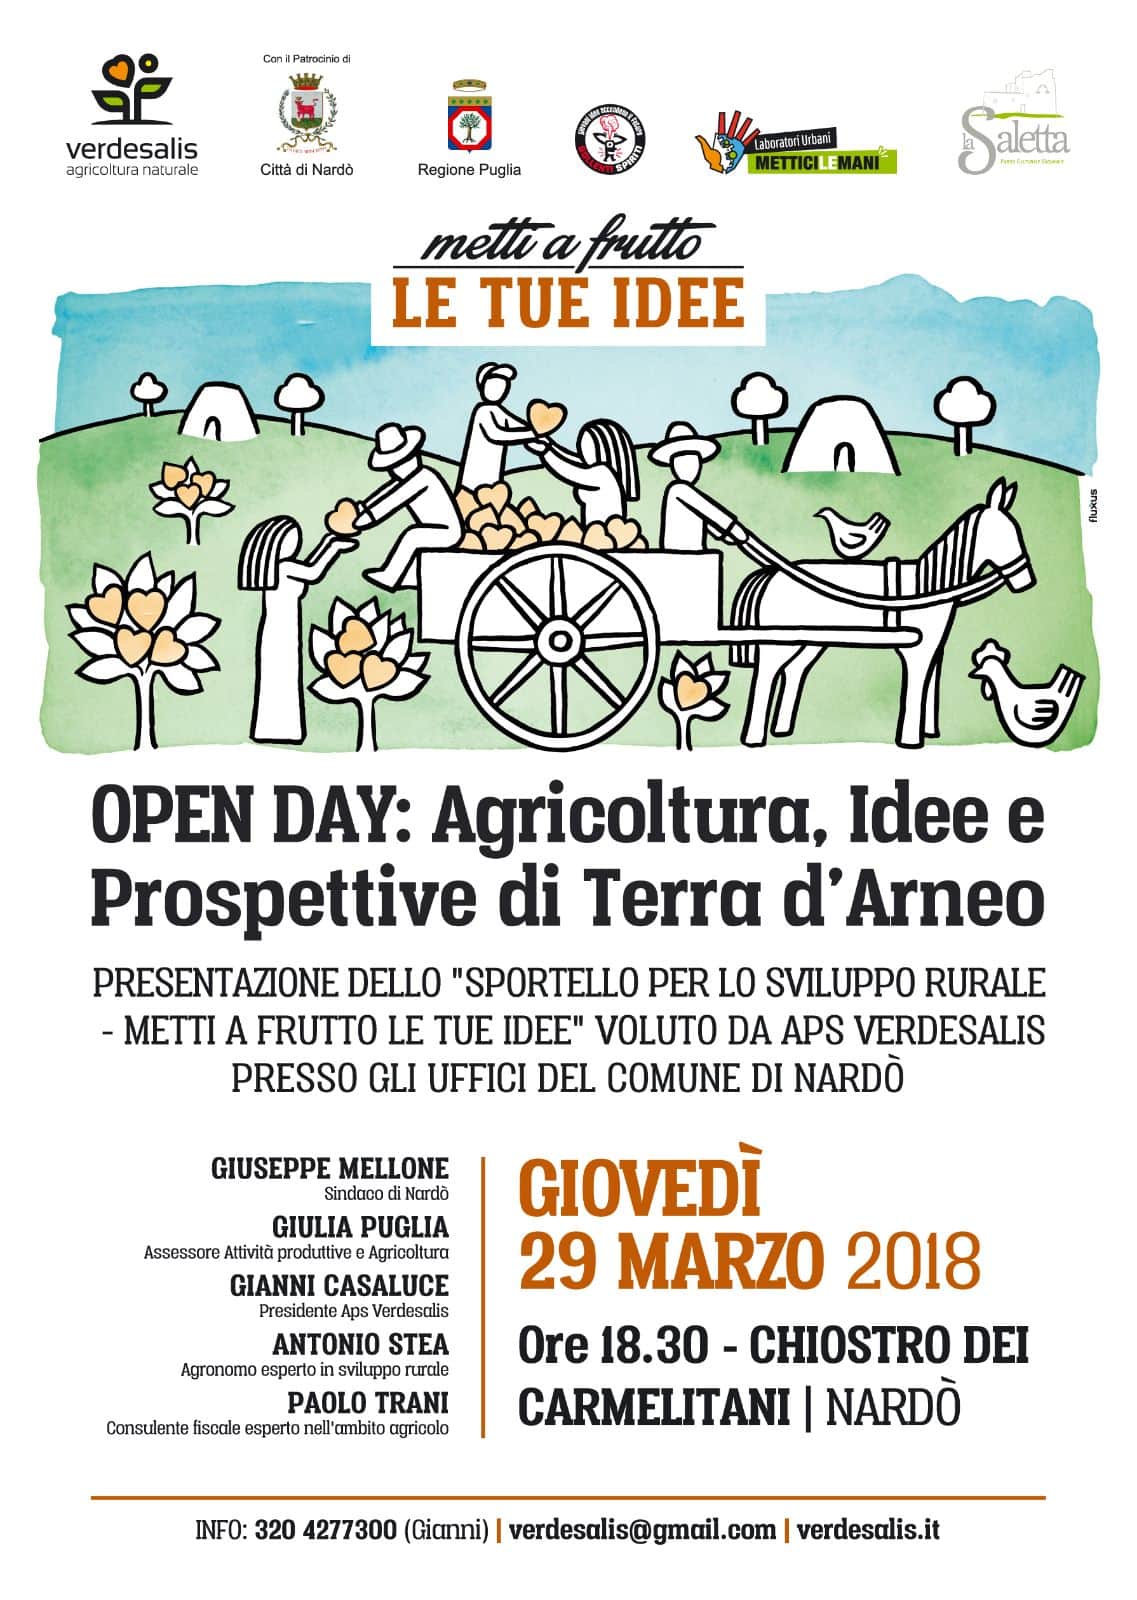 Con il Patrocinio di
verdesalis
agricoltura naturale
Città di Nardò
Regione Puglia
BOLLENTI SPIRITI
Laboratori Urbani
METTICILEMANI
la Saletta
metti a frutto
LE TUE IDEE
fluxus
OPEN DAY: Agricoltura, Idee e
Prospettive di Terra d'Arneo
PRESENTAZIONE DELLO "SPORTELLO PER LO SVILUPPO RURALE
- METTI A FRUTTO LE TUE IDEE" VOLUTO DA APS VERDESALIS
PRESSO GLI UFFICI DEL COMUNE DI NARDÒ
GIUSEPPE MELLONE
Sindaco di Nardò
GIULIA PUGLIA
Assessore Attività produttive e Agricoltura
GIANNI CASALUCE
Presidente Aps Verdesalis
ANTONIO STEA
Agronomo esperto in sviluppo rurale
PAOLO TRANI
Consulente fiscale esperto nell'ambito agricolo
GIOVEDÌ
29 MARZO 2018
Ore 18.30 - CHIOSTRO DEI
CARMELITANI | NARDÒ
INFO: 320 4277300 (Gianni) | verdesalis@gmail.com | verdesalis.it